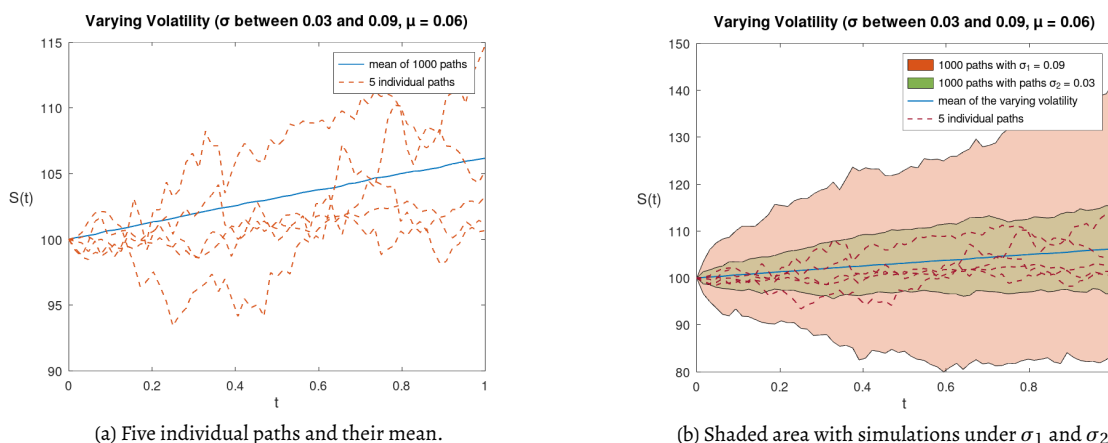 Varying Volatility (σ between 0.03 and 0.09, μ = 0.06)
115
110
105
100
95
90
S(t)
0
0.2
0.4
0.6
0.8
1
t
mean of 1000 paths
5 individual paths
(a) Five individual paths and their mean.
Varying Volatility (σ between 0.03 and 0.09, μ = 0.06)
150
140
130
120
110
100
90
80
S(t)
0
0.2
0.4
0.6
0.8
t
1000 paths with σ1 = 0.09
1000 paths with paths σ2 = 0.03
mean of the varying volatility
5 individual paths
(b) Shaded area with simulations under σ1 and σ2